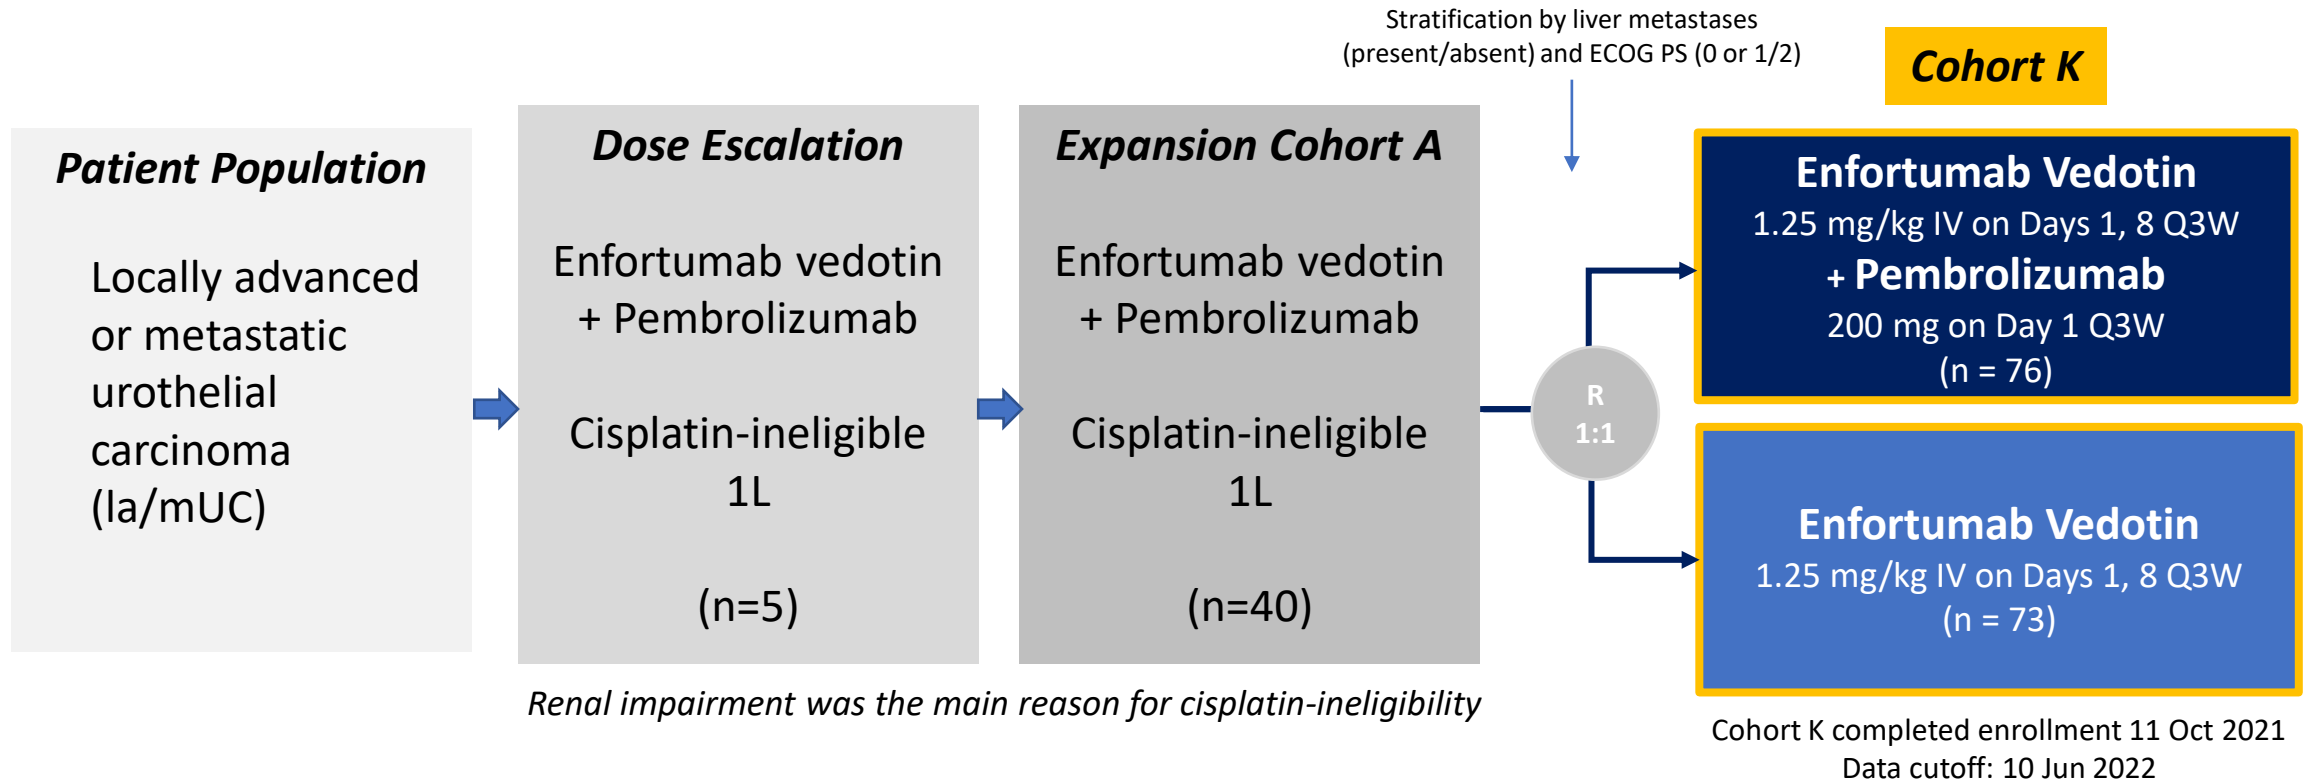 Stratification by liver metastases
(present/absent) and ECOG PS (0 or 1/2)
Cohort K
Patient Population
Locally advanced
or metastatic
urothelial
carcinoma
(la/mUC)
Dose Escalation
Enfortumab vedotin
+ Pembrolizumab
Cisplatin-ineligible
1L
(n=5)
Expansion Cohort A
Enfortumab vedotin
+ Pembrolizumab
Cisplatin-ineligible
1L
(n=40)
Renal impairment was the main reason for cisplatin-ineligibility
R
1:1
Enfortumab Vedotin
1.25 mg/kg IV on Days 1, 8 Q3W
+ Pembrolizumab
200 mg on Day 1 Q3W
(n = 76)
Enfortumab Vedotin
1.25 mg/kg IV on Days 1, 8 Q3W
(n = 73)
Cohort K completed enrollment 11 Oct 2021
Data cutoff: 10 Jun 2022